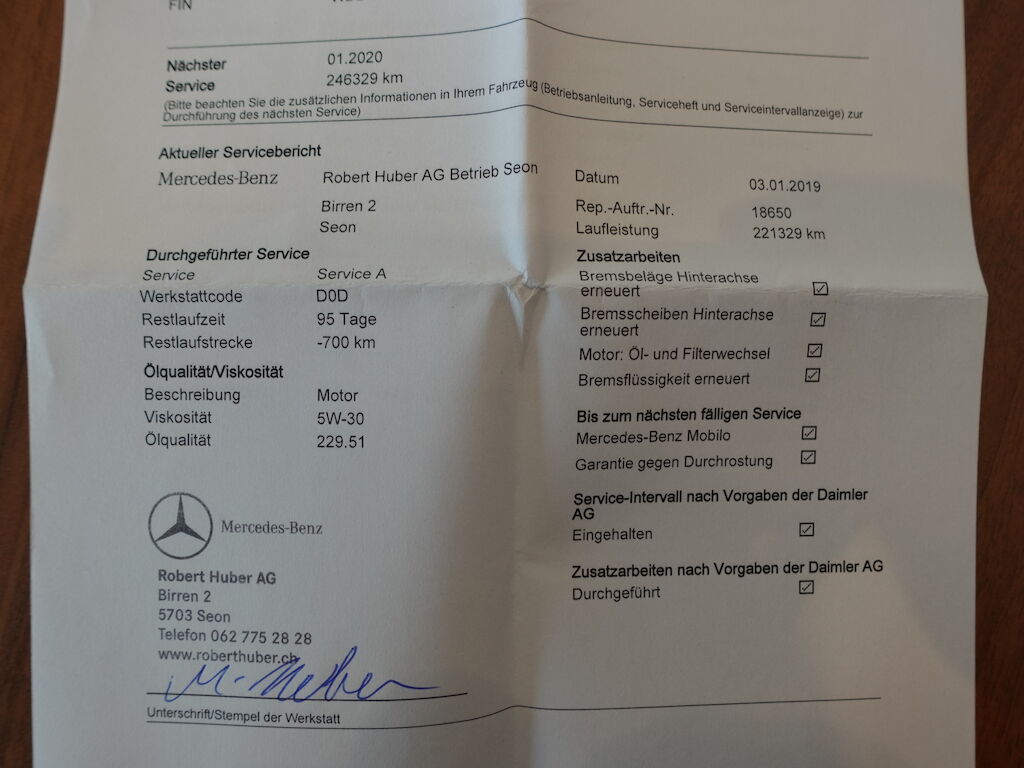 FIN
Nächster Service
01.2020
246329 km
(Bitte beachten Sie die zusätzlichen Informationen in Ihrem Fahrzeug (Betriebsanleitung, Serviceheft und Serviceintervallanzeige) zur
Durchführung des nächsten Service)
Aktueller Servicebericht
Mercedes-Benz Robert Huber AG Betrieb Seon
Birren 2
Seon
Datum 03.01.2019
Rep.-Auftr.-Nr. 18650
Laufleistung 221329 km
Durchgeführter Service
Service Service A
Werkstattcode D0D
Restlaufzeit 95 Tage
Restlaufstrecke -700 km
Ölqualität/Viskosität
Beschreibung Motor
Viskosität 5W-30
Ölqualität 229.51
Zusatzarbeiten
Bremsbeläge Hinterachse
erneuert
Bremsscheiben Hinterachse
erneuert
Motor: Öl- und Filterwechsel
Bremsflüssigkeit erneuert
Bis zum nächsten fälligen Service
Mercedes-Benz Mobilo
Garantie gegen Durchrostung
Service-Intervall nach Vorgaben der Daimler
AG
Eingehalten
Zusatzarbeiten nach Vorgaben der Daimler AG
Durchgeführt
Mercedes-Benz
Robert Huber AG
Birren 2
5703 Seon
Telefon 062 775 28 28
www.roberthuber.ch
Unterschrift/Stempel der Werkstatt